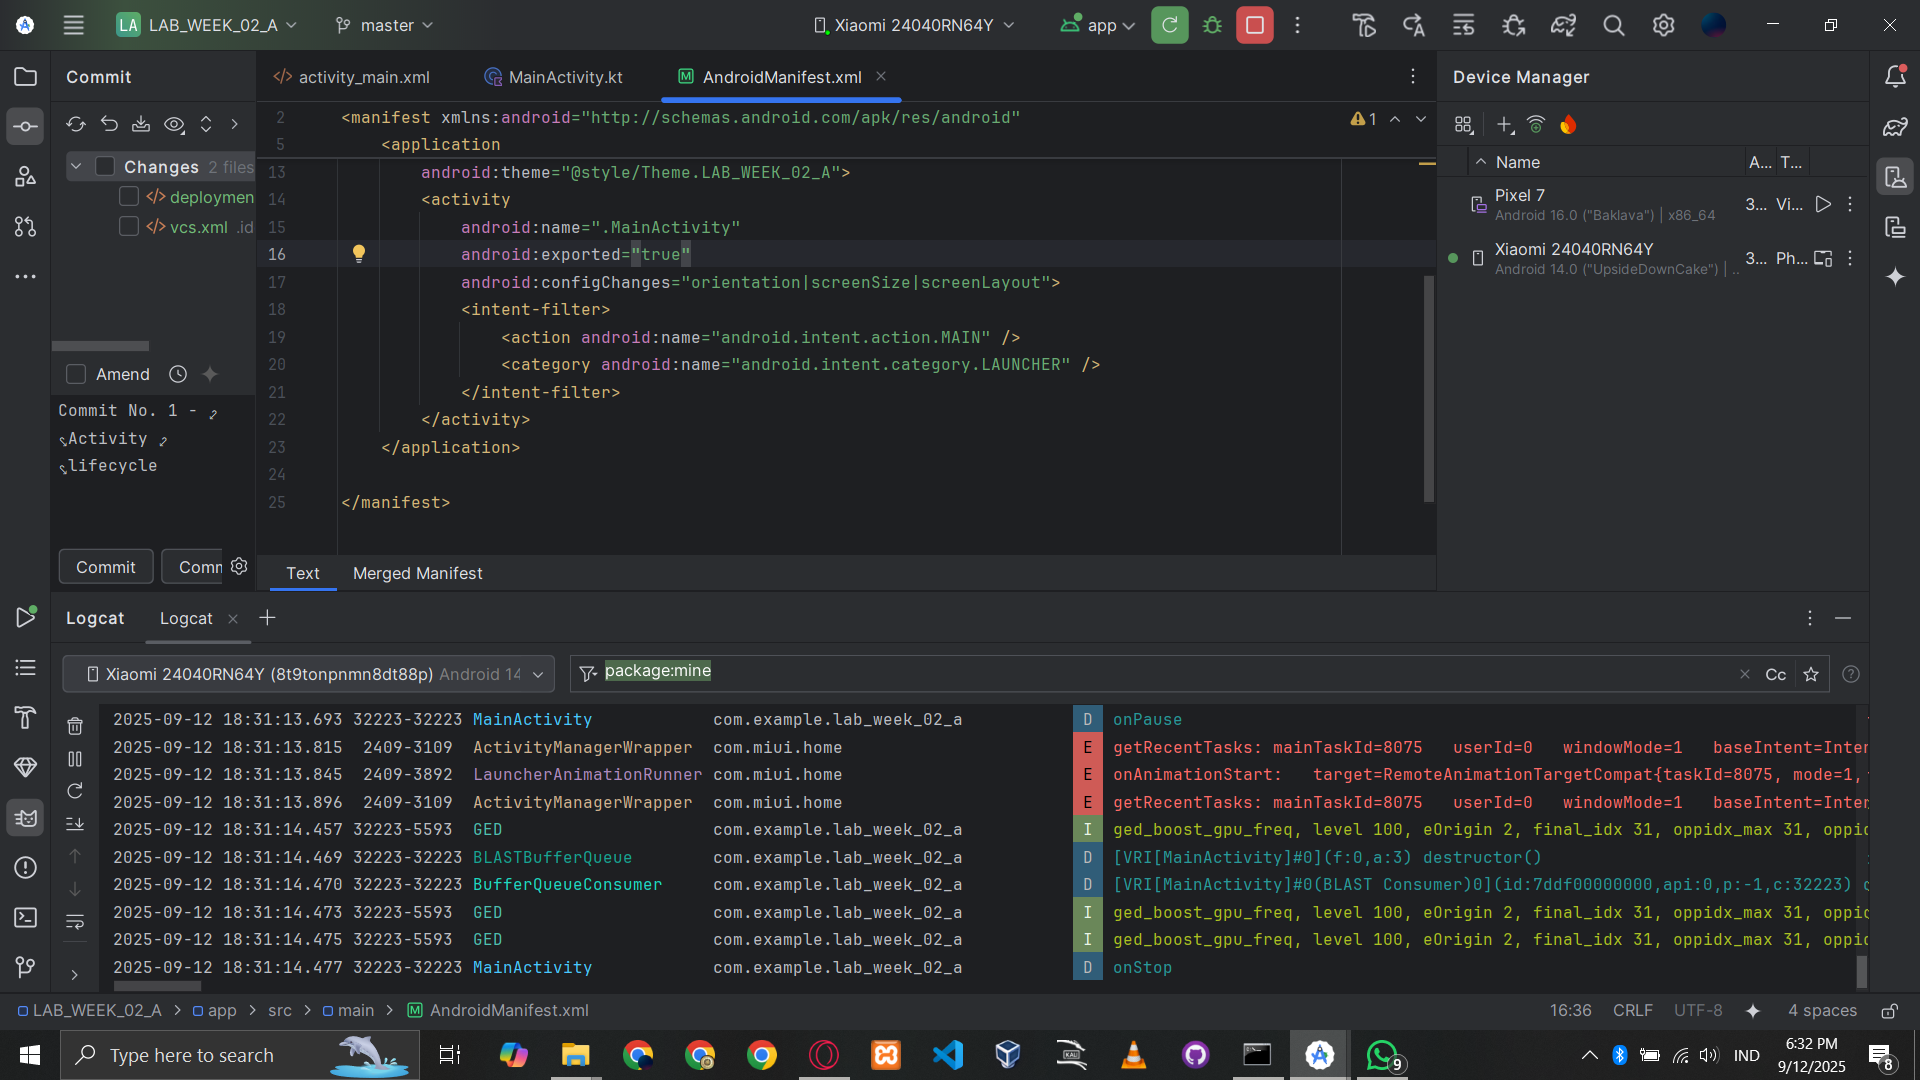 LA LAB_WEEK_02_A master Xiaomi 24040RN64Y app
Commit
activity_main.xml MainActivity.kt AndroidManifest.xml
Device Manager
Changes 2 files
deploymen
vcs.xml .id
Amend
Commit No. 1 -
Activity
lifecycle
Commit Comm
2 <manifest xmlns:android="http://schemas.android.com/apk/res/android"
1
5 <application
13 android:theme="@style/Theme.LAB_WEEK_02_A">
14 <activity
15 android:name=".MainActivity"
16 android:exported="true"
17 android:configChanges="orientation|screenSize|screenLayout">
18 <intent-filter>
19 <action android:name="android.intent.action.MAIN" />
20 <category android:name="android.intent.category.LAUNCHER" />
21 </intent-filter>
22 </activity>
23 </application>
24
25 </manifest>
Text Merged Manifest
Name A... T...
Pixel 7
Android 16.0 ("Baklava") | x86_64
3... Vi...
Xiaomi 24040RN64Y
Android 14.0 ("UpsideDownCake") | ..
3... Ph...
Logcat Logcat
Xiaomi 24040RN64Y (8t9tonpnmn8dt88p) Android 14
package:mine Cc
2025-09-12 18:31:13.693 32223-32223 MainActivity com.example.lab_week_02_a D onPause
2025-09-12 18:31:13.815 2409-3109 ActivityManagerWrapper com.miui.home E getRecentTasks: mainTaskId=8075 userId=0 windowMode=1 baseIntent=Inten
2025-09-12 18:31:13.845 2409-3892 LauncherAnimationRunner com.miui.home E onAnimationStart: target=RemoteAnimationTargetCompat{taskId=8075, mode=1,
2025-09-12 18:31:13.896 2409-3109 ActivityManagerWrapper com.miui.home E getRecentTasks: mainTaskId=8075 userId=0 windowMode=1 baseIntent=Inten
2025-09-12 18:31:14.457 32223-5593 GED com.example.lab_week_02_a I ged_boost_gpu_freq, level 100, eOrigin 2, final_idx 31, oppidx_max 31, oppid
2025-09-12 18:31:14.469 32223-32223 BLASTBufferQueue com.example.lab_week_02_a D [VRI[MainActivity]#0](f:0,a:3) destructor()
2025-09-12 18:31:14.470 32223-32223 BufferQueueConsumer com.example.lab_week_02_a D [VRI[MainActivity]#0(BLAST Consumer)0](id:7ddf00000000,api:0,p:-1,c:32223) d
2025-09-12 18:31:14.473 32223-5593 GED com.example.lab_week_02_a I ged_boost_gpu_freq, level 100, eOrigin 2, final_idx 31, oppidx_max 31, oppid
2025-09-12 18:31:14.475 32223-5593 GED com.example.lab_week_02_a I ged_boost_gpu_freq, level 100, eOrigin 2, final_idx 31, oppidx_max 31, oppid
2025-09-12 18:31:14.477 32223-32223 MainActivity com.example.lab_week_02_a D onStop
LAB_WEEK_02_A > app > src > main > AndroidManifest.xml
16:36 CRLF UTF-8 4 spaces
Type here to search
KALI
9
IND
6:32 PM
9/12/2025
8